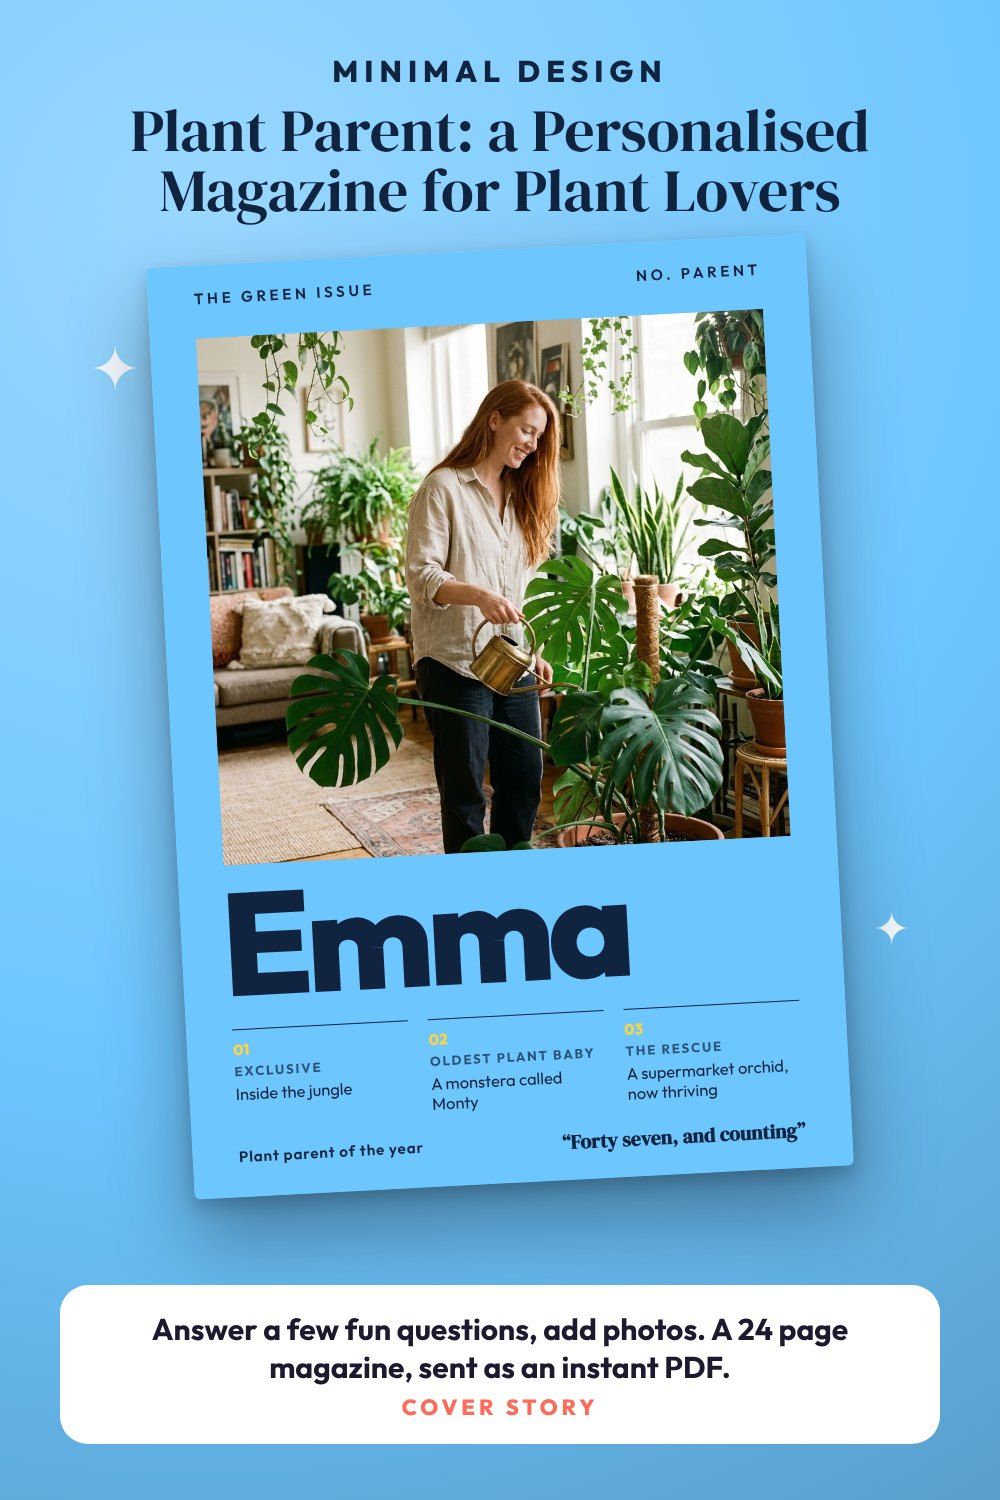 MINIMAL DESIGN
Plant Parent: a Personalised
Magazine for Plant Lovers
THE GREEN ISSUE
NO. PARENT
Emma
01
EXCLUSIVE
Inside the jungle
02
OLDEST PLANT BABY
A monstera called
Monty
03
THE RESCUE
A supermarket orchid,
now thriving
Plant parent of the year
“Forty seven, and counting”
Answer a few fun questions, add photos. A 24 page
magazine, sent as an instant PDF.
COVER STORY